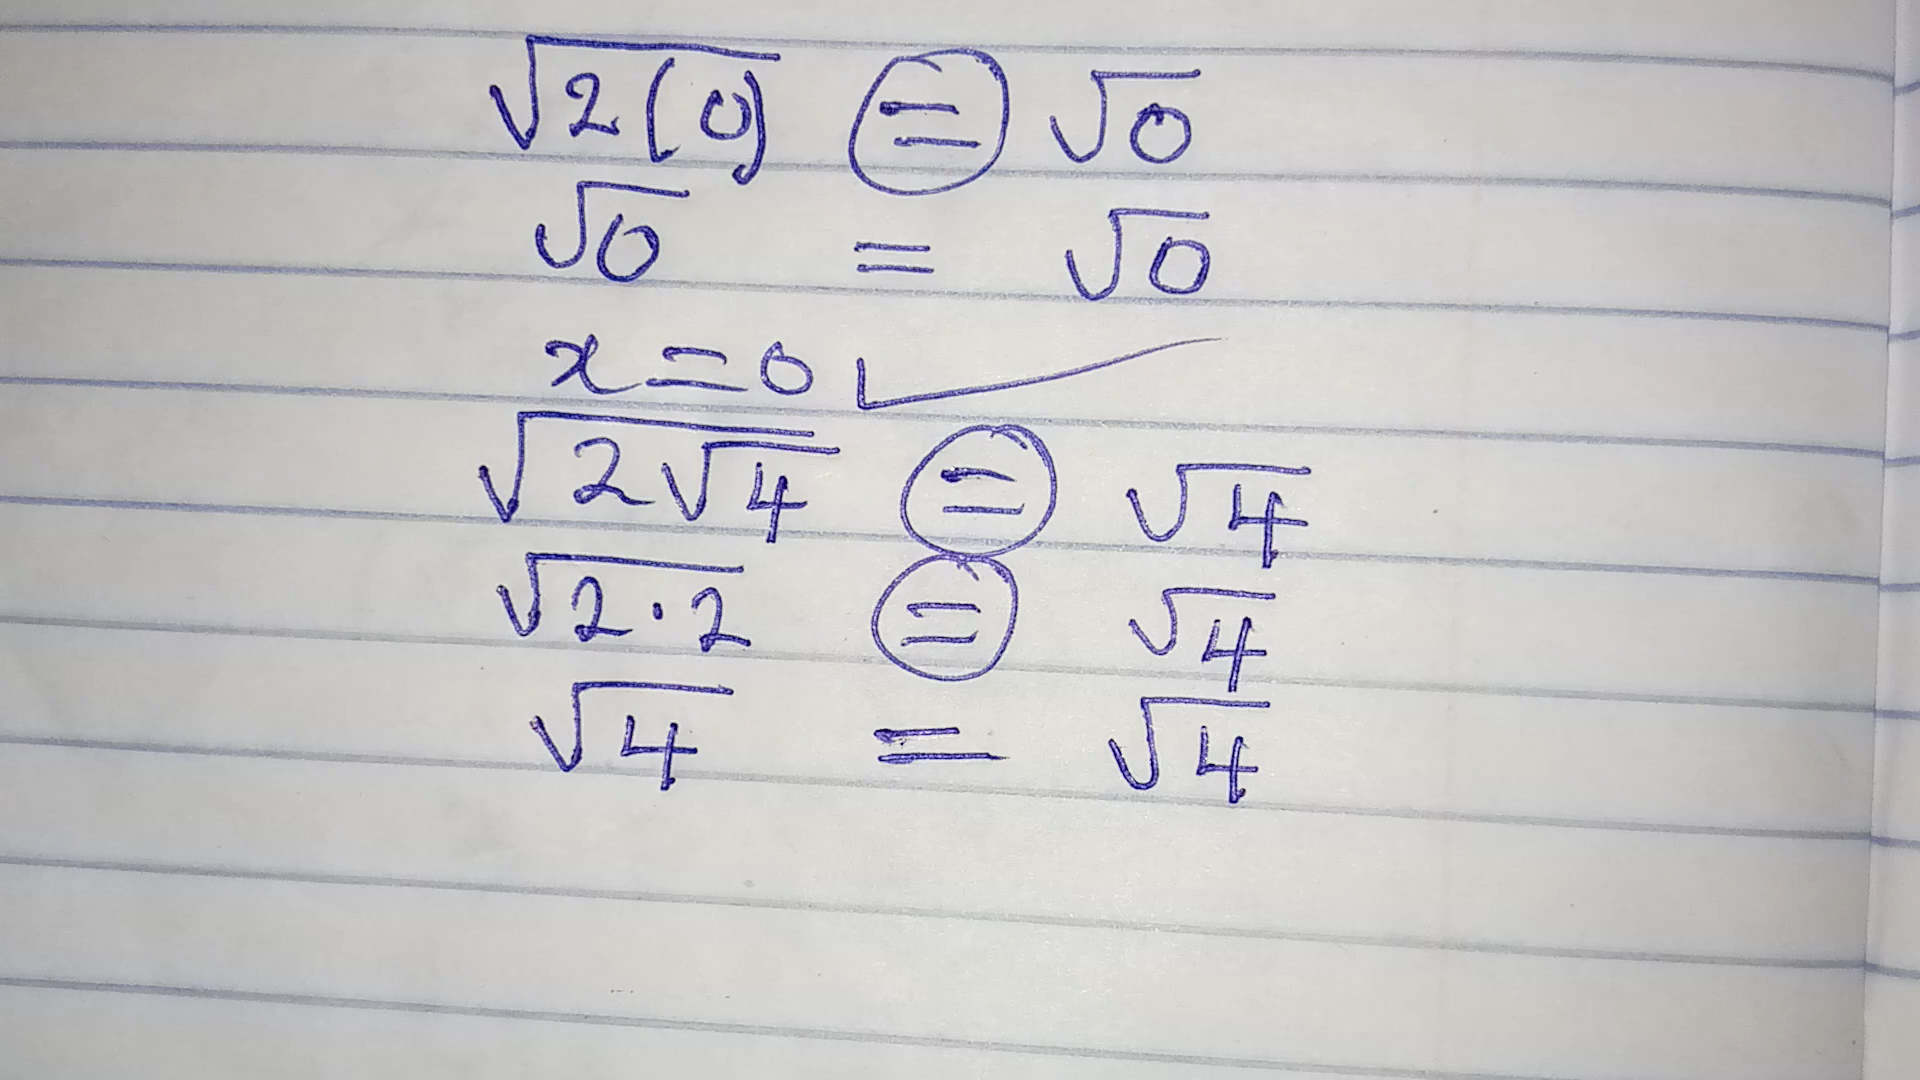 √2(0) = √0
√0 = √0
x = 0 ✓
√2√4 = √4
√2·2 = √4
√4 = √4